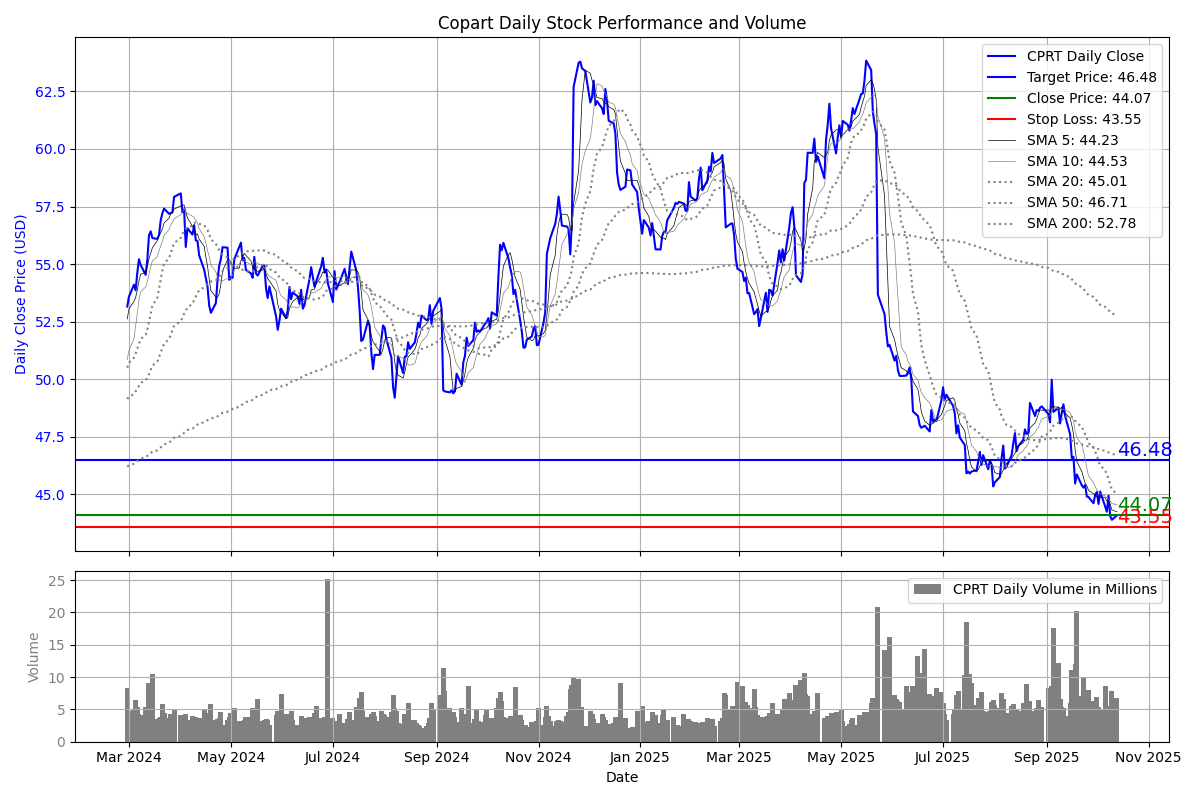 Copart Daily Stock Performance and Volume
Daily Close Price (USD)
62.5
60.0
57.5
55.0
52.5
50.0
47.5
45.0
CPRT Daily Close
Target Price: 46.48
Close Price: 44.07
Stop Loss: 43.55
SMA 5: 44.23
SMA 10: 44.53
SMA 20: 45.01
SMA 50: 46.71
SMA 200: 52.78
46.48
44.07
43.55
Volume
25
20
15
10
5
0
CPRT Daily Volume in Millions
Mar 2024
May 2024
Jul 2024
Sep 2024
Nov 2024
Jan 2025
Mar 2025
May 2025
Jul 2025
Sep 2025
Nov 2025
Date